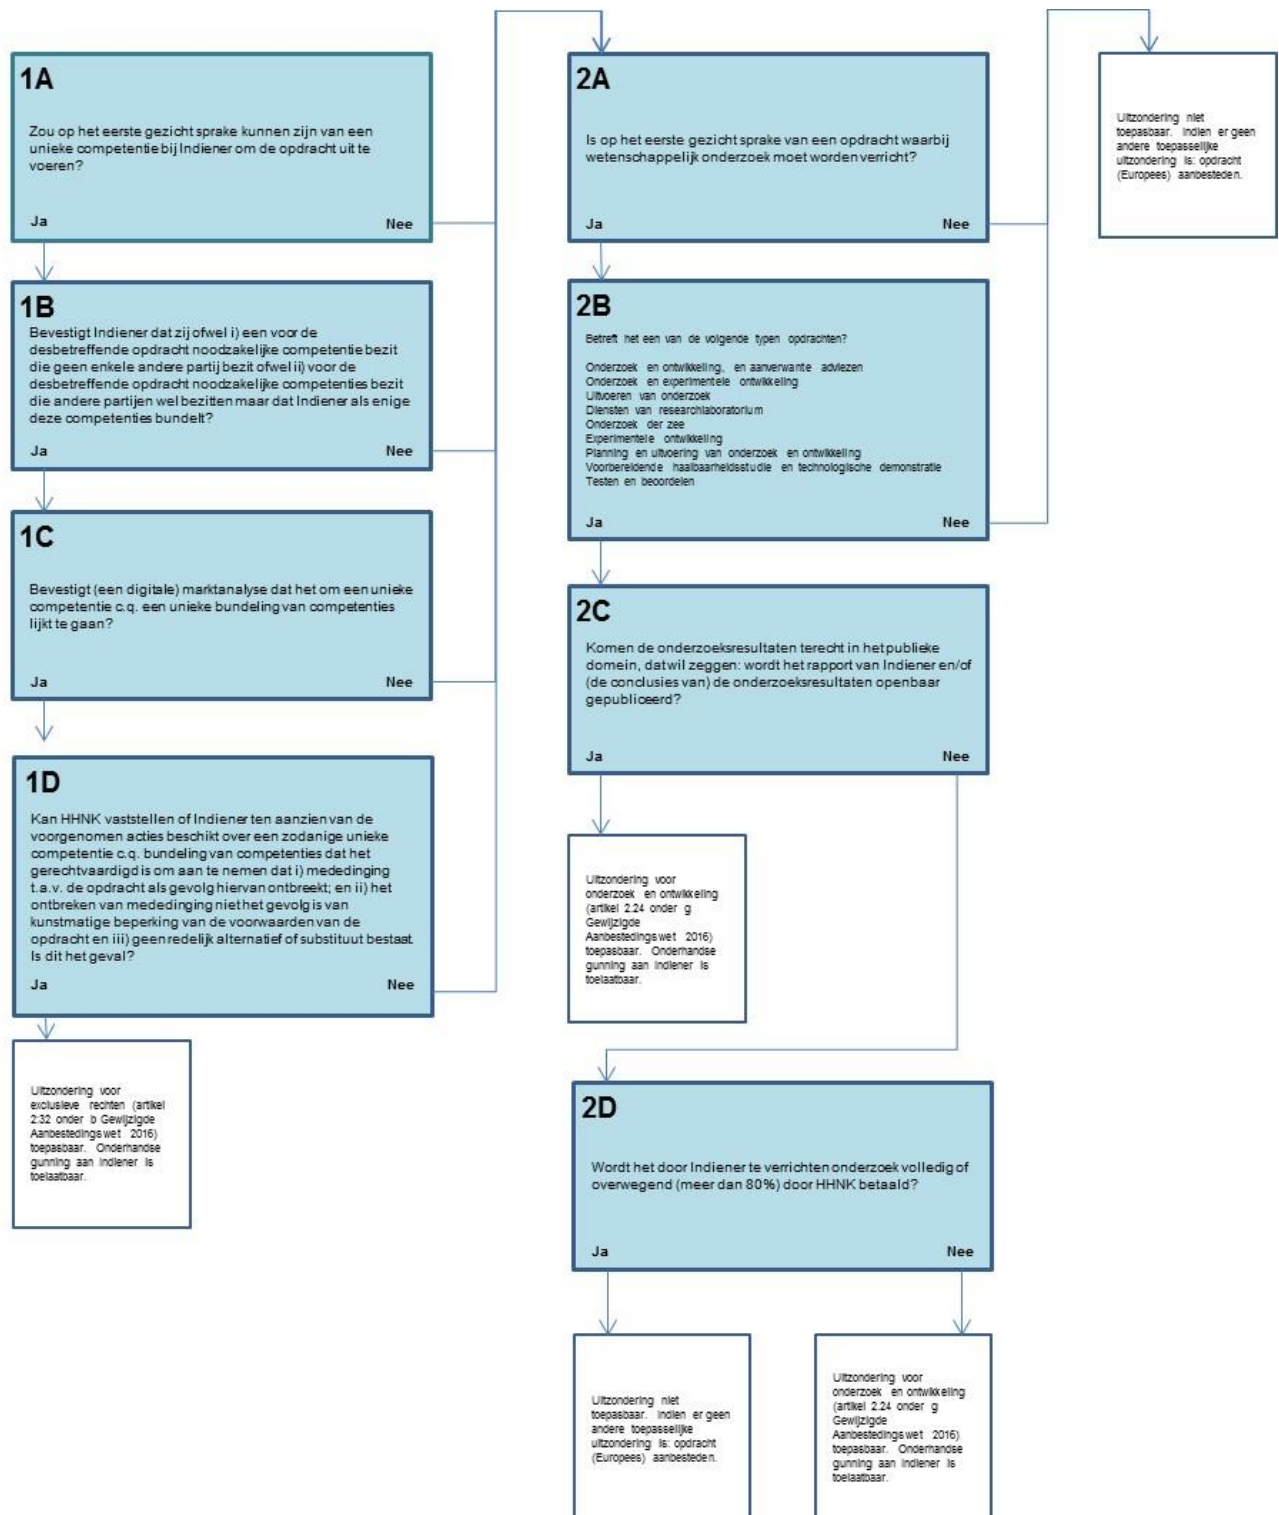 1A
Zou op het eerste gezicht sprake kunnen zijn van een
unieke competentie bij Indiener om de opdracht uit te
voeren?
Ja Nee
1B
Bevestigt Indiener dat zij ofwel i) een voor de
desbetreffende opdracht noodzakelijke competentie bezit
die geen enkele andere partij bezit ofwel ii) voor de
desbetreffende opdracht noodzakelijke competenties bezit
die andere partijen wel bezitten maar dat Indiener als enige
deze competenties bundelt?
Ja Nee
1C
Bevestigt (een digitale) marktanalyse dat het om een unieke
competentie c.q. een unieke bundeling van competenties
lijkt te gaan?
Ja Nee
1D
Kan HHNK vaststellen of Indiener ten aanzien van de
voorgenomen acties beschikt over een zodanige unieke
competentie c.q. bundeling van competenties dat het
gerechtvaardigd is om aan te nemen dat i) mededinging
t.a.v. de opdracht als gevolg hiervan ontbreekt; en ii) het
ontbreken van mededinging niet het gevolg is van
kunstmatige beperking van de voorwaarden van de
opdracht en iii) geen redelijk alternatief of substituut bestaat.
Is dit het geval?
Ja Nee
Uitzondering voor
exclusieve rechten (artikel
2:32 onder b Gewijzigde
Aanbestedingswet 2016)
toepasbaar. Onderhandse
gunning aan indiener is
toelaatbaar.
2A
Is op het eerste gezicht sprake van een opdracht waarbij
wetenschappelijk onderzoek moet worden verricht?
Ja Nee
2B
Betreft het een van de volgende typen opdrachten?
Onderzoek en ontwikkeling, en aanverwante adviezen
Onderzoek en experimentele ontwikkeling
Uitvoeren van onderzoek
Diensten van researchlaboratorium
Onderzoek der zee
Experimentele ontwikkeling
Planning en uitvoering van onderzoek en ontwikkeling
Voorbereidende haalbaarheidsstudie en technologische demonstratie
Testen en beoordelen
Ja Nee
2C
Komen de onderzoeksresultaten terecht in het publieke
domein, dat wil zeggen: wordt het rapport van Indiener en/of
(de conclusies van) de onderzoeksresultaten openbaar
gepubliceerd?
Ja Nee
Uitzondering voor
onderzoek en ontwikkeling
(artikel 2.24 onder g
Gewijzigde
Aanbestedingswet 2016)
toepasbaar. Onderhandse
gunning aan indiener is
toelaatbaar.
2D
Wordt het door Indiener te verrichten onderzoek volledig of
overwegend (meer dan 80%) door HHNK betaald?
Ja Nee
Uitzondering niet
toepasbaar. Indien er geen
andere toepasselijke
uitzondering is: opdracht
(Europees) aanbesteden.
Uitzondering voor
onderzoek en ontwikkeling
(artikel 2.24 onder g
Gewijzigde
Aanbestedingswet 2016)
toepasbaar. Onderhandse
gunning aan indiener is
toelaatbaar.
Uitzondering niet
toepasbaar. Indien er geen
andere toepasselijke
uitzondering is: opdracht
(Europees) aanbesteden.